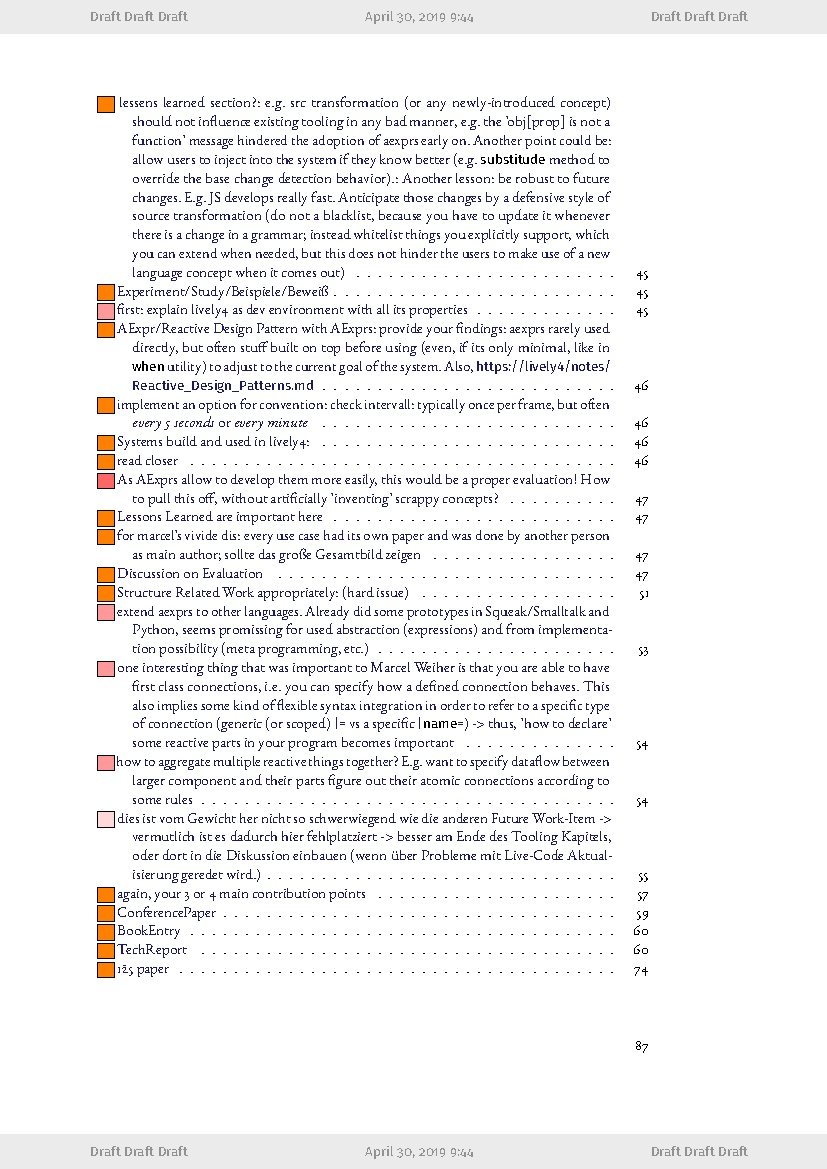 Draft Draft Draft April 30, 2019 9:44 Draft Draft Draft
lessens learned section?: e.g. src transformation (or any newly-introduced concept)
should not influence existing tooling in any bad manner, e.g. the 'obj[prop] is not a
function' message hindered the adoption of aexprs early on. Another point could be:
allow users to inject into the system if they know better (e.g. substitude method to
override the base change detection behavior).: Another lesson: be robust to future
changes. E.g. JS develops really fast. Anticipate those changes by a defensive style of
source transformation (do not a blacklist, because you have to update it whenever
there is a change in a grammar; instead whitelist things you explicitly support, which
you can extend when needed, but this does not hinder the users to make use of a new
language concept when it comes out) . . . . . . . . . . . . . . . . . . . . . . . . . . 45
Experiment/Study/Beispiele/Beweiß . . . . . . . . . . . . . . . . . . . . . . . . . . . . 45
first: explain lively4 as dev environment with all its properties . . . . . . . . . . . . . 45
AExpr/Reactive Design Pattern with AExprs: provide your findings: aexprs rarely used
directly, but often stuff built on top before using (even, if its only minimal, like in
when utility) to adjust to the current goal of the system. Also, https://lively4/notes/
Reactive_Design_Patterns.md . . . . . . . . . . . . . . . . . . . . . . . . . . . . . 46
implement an option for convention: check intervall: typically once per frame, but often
every 5 seconds or every minute . . . . . . . . . . . . . . . . . . . . . . . . . . . . . 46
Systems build and used in lively4: . . . . . . . . . . . . . . . . . . . . . . . . . . . . . 46
read closer . . . . . . . . . . . . . . . . . . . . . . . . . . . . . . . . . . . . . . . . . 46
As AExprs allow to develop them more easily, this would be a proper evaluation! How
to pull this off, without artificially 'inventing' scrappy concepts? . . . . . . . . . . 47
Lessons Learned are important here . . . . . . . . . . . . . . . . . . . . . . . . . . . . 47
for marcel's vivide dis: every use case had its own paper and was done by another person
as main author; sollte das große Gesamtbild zeigen . . . . . . . . . . . . . . . . . . 47
Discussion on Evaluation . . . . . . . . . . . . . . . . . . . . . . . . . . . . . . . . . 47
Structure Related Work appropriately: (hard issue) . . . . . . . . . . . . . . . . . . . 51
extend aexprs to other languages. Already did some prototypes in Squeak/Smalltalk and
Python, seems promising for used abstraction (expressions) and from implementa-
tion possibility (meta programming, etc.) . . . . . . . . . . . . . . . . . . . . . . . 53
one interesting thing that was important to Marcel Weiher is that you are able to have
first class connections, i.e. you can specify how a defined connection behaves. This
also implies some kind of flexible syntax integration in order to refer to a specific type
of connection (generic (or scoped) |= vs a specific |name=) -> thus, 'how to declare'
some reactive parts in your program becomes important . . . . . . . . . . . . . . . 54
how to aggregate multiple reactive things together? E.g. want to specify dataflow between
larger component and their parts figure out their atomic connections according to
some rules . . . . . . . . . . . . . . . . . . . . . . . . . . . . . . . . . . . . . . . . 54
dies ist vom Gewicht her nicht so schwerwiegend wie die anderen Future Work-Item ->
vermutlich ist es dadurch hier fehlplatziert -> besser am Ende des Tooling Kapitels,
oder dort in die Diskussion einbauen (wenn über Probleme mit Live-Code Aktual-
isierung geredet wird.) . . . . . . . . . . . . . . . . . . . . . . . . . . . . . . . . . . 55
again, your 3 or 4 main contribution points . . . . . . . . . . . . . . . . . . . . . . . 57
ConferencePaper . . . . . . . . . . . . . . . . . . . . . . . . . . . . . . . . . . . . . . 59
BookEntry . . . . . . . . . . . . . . . . . . . . . . . . . . . . . . . . . . . . . . . . . 60
TechReport . . . . . . . . . . . . . . . . . . . . . . . . . . . . . . . . . . . . . . . . 60
125 paper . . . . . . . . . . . . . . . . . . . . . . . . . . . . . . . . . . . . . . . . . . 74
87
Draft Draft Draft April 30, 2019 9:44 Draft Draft Draft